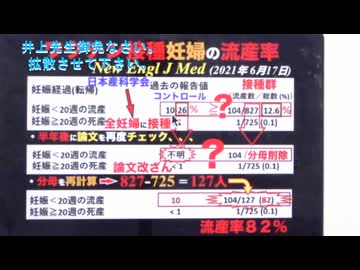 井上先生御免なさい。
拡散させて下さい。
種妊婦の流産率
New Engl J Med (2021年6月17日)
日本産科学会
妊娠経過(転帰)
過去の報告値
コントロール
接種群
流産数/総数(%)
妊娠<20週の流産
10 26 % ≧? 104/827 12.6 %
妊娠≧20週の死産
全妊婦に接種
<1
1/725 (0.1)
・半年後に論文を再度チェック、、、
妊娠<20週の流産
不明 ? 104/分母削除
妊娠≧20週の死産
論文改ざん
<1
1/725 (0.1)
・分母を再計算➡827-725=127人
妊娠<20週の流産
10
104/127 (82)
妊娠≧20週の死産
<1
1/725 (0.1)
流産率82%